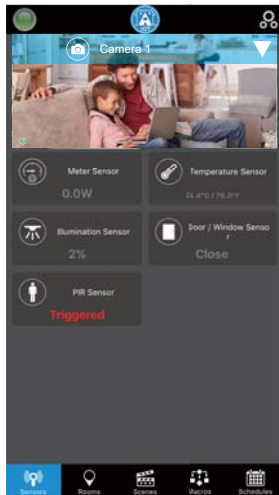 Camera 1
Meter Sensor
0.0W
Temperature Sensor
Illumination Sensor
2%
Door / Window Senso
r
Close
PIR Sensor
Triggered
Sensors
Rooms
Scenes
Macros
Schedules